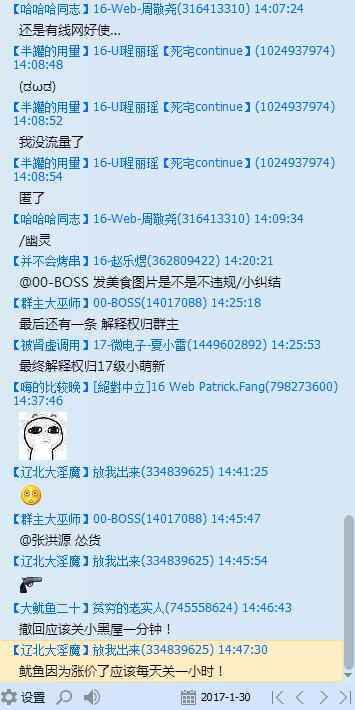 【哈哈哈同志】16-Web-周敬尧(316413310) 14:07:24
还是有线网好使...
【半罐的用量】16-UI程丽瑶【死宅continue】(1024937974)
14:08:48
(ಡωಡ)
【半罐的用量】16-UI程丽瑶【死宅continue】(1024937974)
14:08:52
我没流量了
【半罐的用量】16-UI程丽瑶【死宅continue】(1024937974)
14:08:54
匿了
【哈哈哈同志】16-Web-周敬尧(316413310) 14:09:34
/幽灵
【并不会烤串】16-赵乐煜(362809422) 14:20:21
@00-BOSS 发美食图片是不是不违规/小纠结
【群主大巫师】00-BOSS(14017088) 14:25:18
最后还有一条 解释权归群主
【被肾虚调用】17-微电子-夏小雷(1449602892) 14:25:53
最终解释权归17级小萌新
【嗨的比较晚】[絕對中立]16 Web Patrick.Fang(798273600)
14:37:46
【辽北大淫魔】放我出来(334839625) 14:41:25
【群主大巫师】00-BOSS(14017088) 14:45:47
@张洪源 怂货
【辽北大淫魔】放我出来(334839625) 14:45:54
【大鱿鱼二十】贫穷的老实人(745558624) 14:46:43
撤回应该关小黑屋一分钟！
【辽北大淫魔】放我出来(334839625) 14:47:30
鱿鱼因为涨价了应该每天关一小时！
设置
2017-1-30